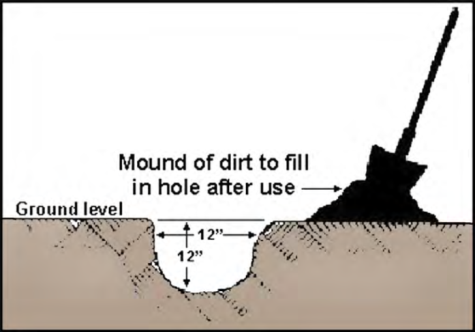 Mound of dirt to fill
in hole after use
Ground level
12”
12”